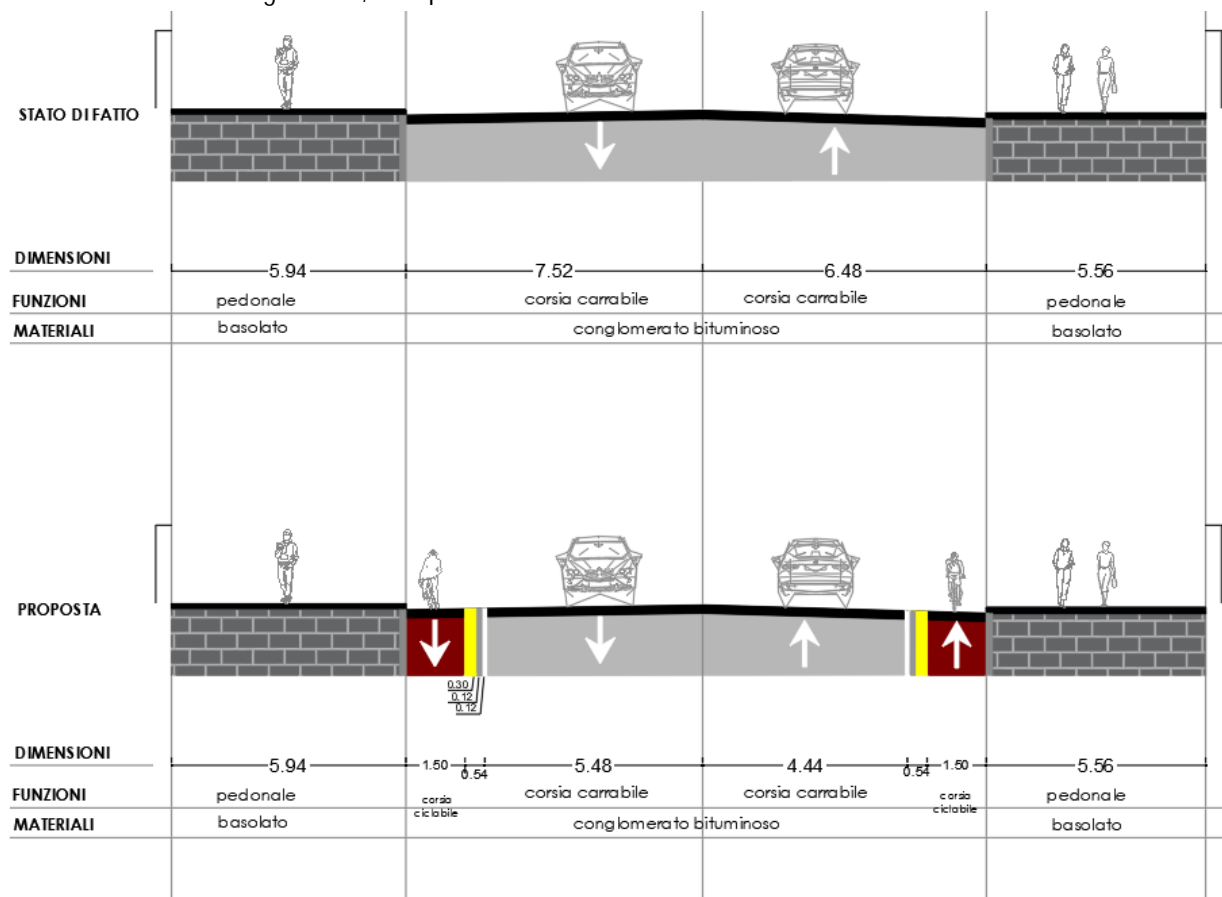 STATO DI FATTO
DIMENSIONI
5.94 7.52 6.48 5.56
FUNZIONI pedonale corsia carrabile corsia carrabile pedonale
MATERIALI basolato conglomerato bituminoso basolato
PROPOSTA
0.30
0.12
0.12
DIMENSIONI
5.94 1.50 0.54 5.48 4.44 0.54 1.50 5.56
FUNZIONI pedonale corsia ciclabile corsia carrabile corsia carrabile corsia ciclabile pedonale
MATERIALI basolato conglomerato bituminoso basolato